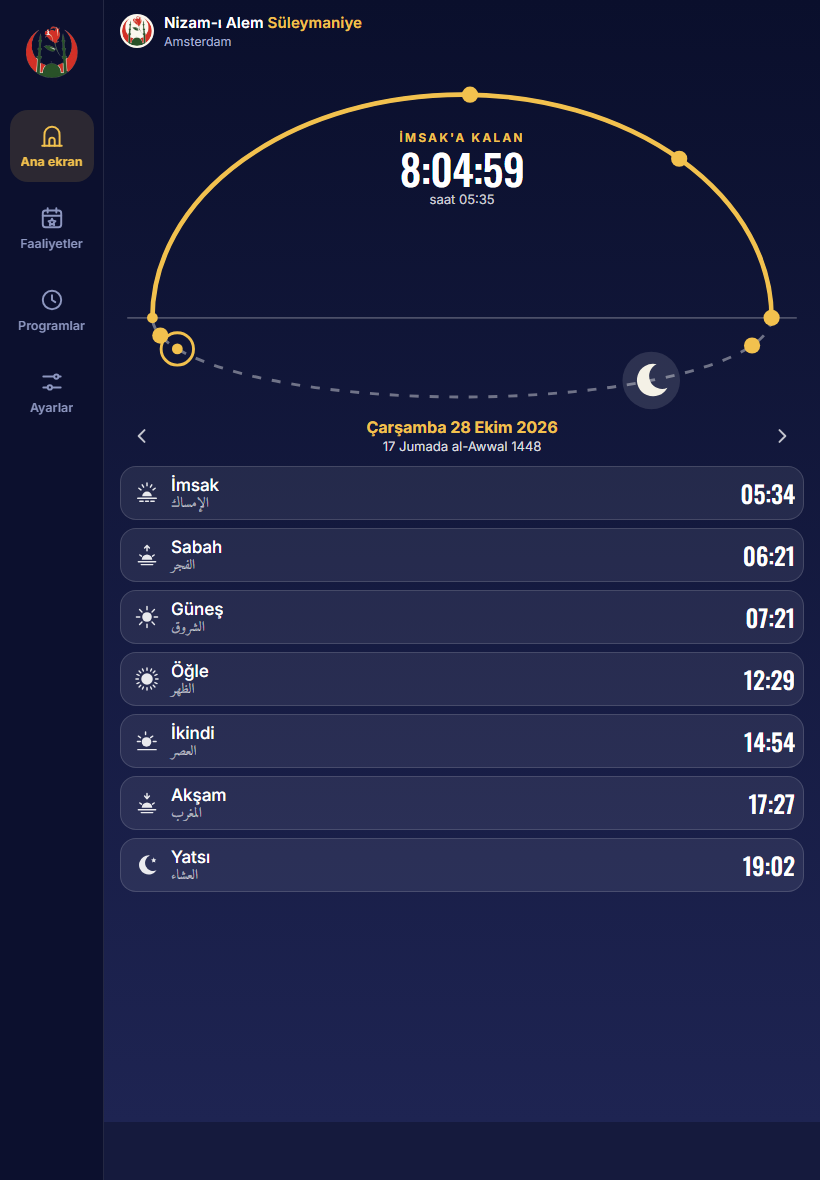 Nizam-ı Alem Süleymaniye
Amsterdam
Ana ekran
Faaliyetler
Programlar
Ayarlar
İMSAK'A KALAN
8:04:59
saat 05:35
Çarşamba 28 Ekim 2026
17 Jumada al-Awwal 1448
İmsak
الإمساك
05:34
Sabah
الفجر
06:21
Güneş
الشروق
07:21
Öğle
الظهر
12:29
İkindi
العصر
14:54
Akşam
المغرب
17:27
Yatsı
العشاء
19:02